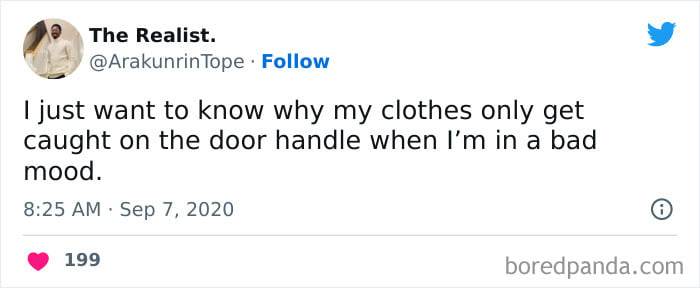 The Realist.
@ArakunrinTope · Follow
I just want to know why my clothes only get
caught on the door handle when I’m in a bad
mood.
8:25 AM · Sep 7, 2020
199
boredpanda.com